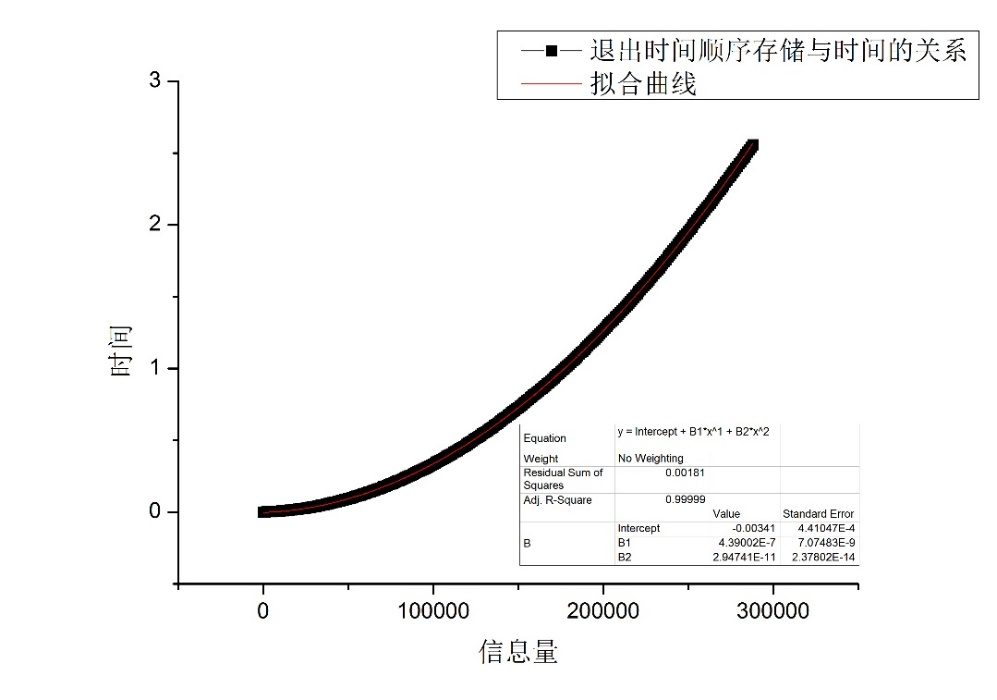 退出时间顺序存储与时间的关系
拟合曲线
3
2
时间
1
0
Equation y = Intercept + B1*x^1 + B2*x^2
Weight No Weighting
Residual Sum of Squares 0.00181
Adj. R-Square 0.99999
Value Standard Error
Intercept -0.00341 4.41047E-4
B B1 4.39002E-7 7.07483E-9
B2 2.94741E-11 2.37802E-14
0 100000 200000 300000
信息量